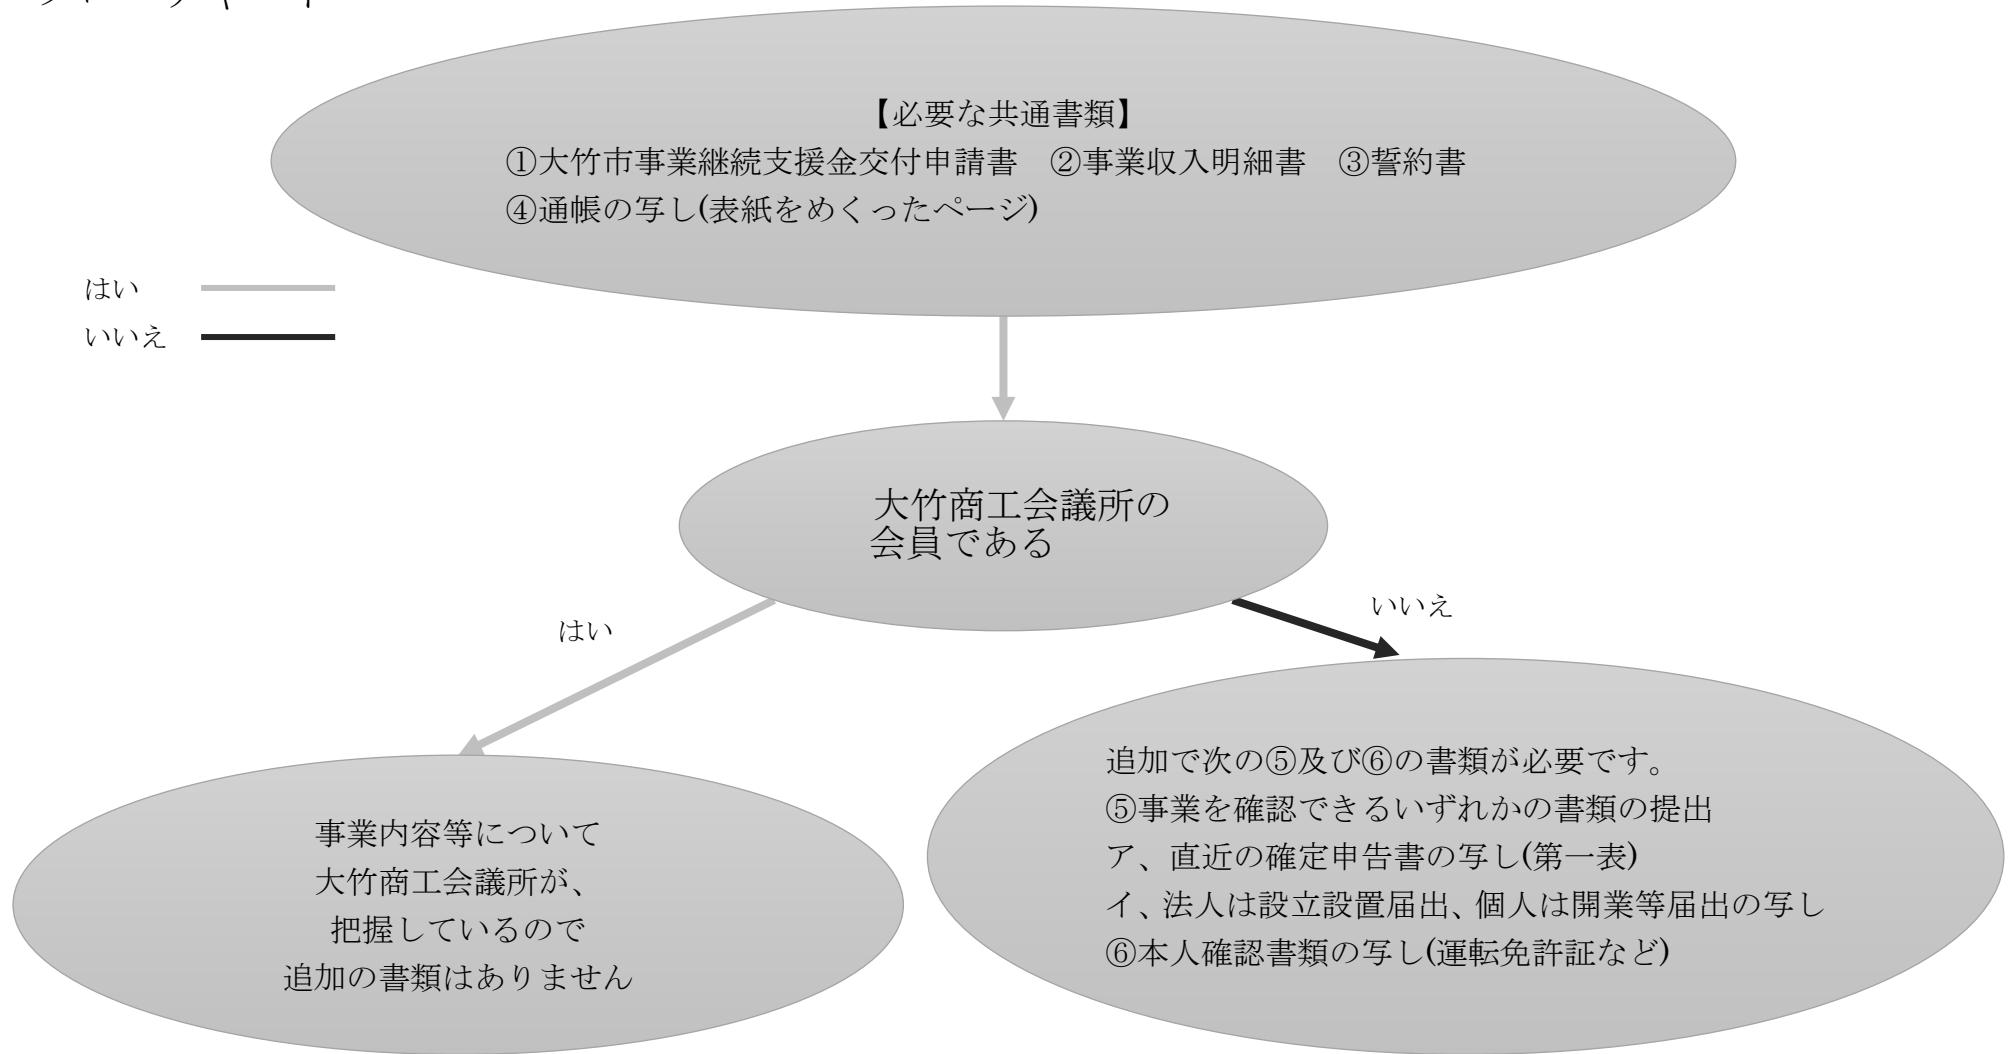 【必要な共通書類】
①大竹市事業継続支援金交付申請書　②事業収入明細書　③誓約書
④通帳の写し(表紙をめくったページ)
はい
いいえ
大竹商工会議所の
会員である
はい
いいえ
事業内容等について
大竹商工会議所が、
把握しているので
追加の書類はありません
追加で次の⑤及び⑥の書類が必要です。
⑤事業を確認できるいずれかの書類の提出
ア、直近の確定申告書の写し(第一表)
イ、法人は設立設置届出、個人は開業等届出の写し
⑥本人確認書類の写し(運転免許証など)